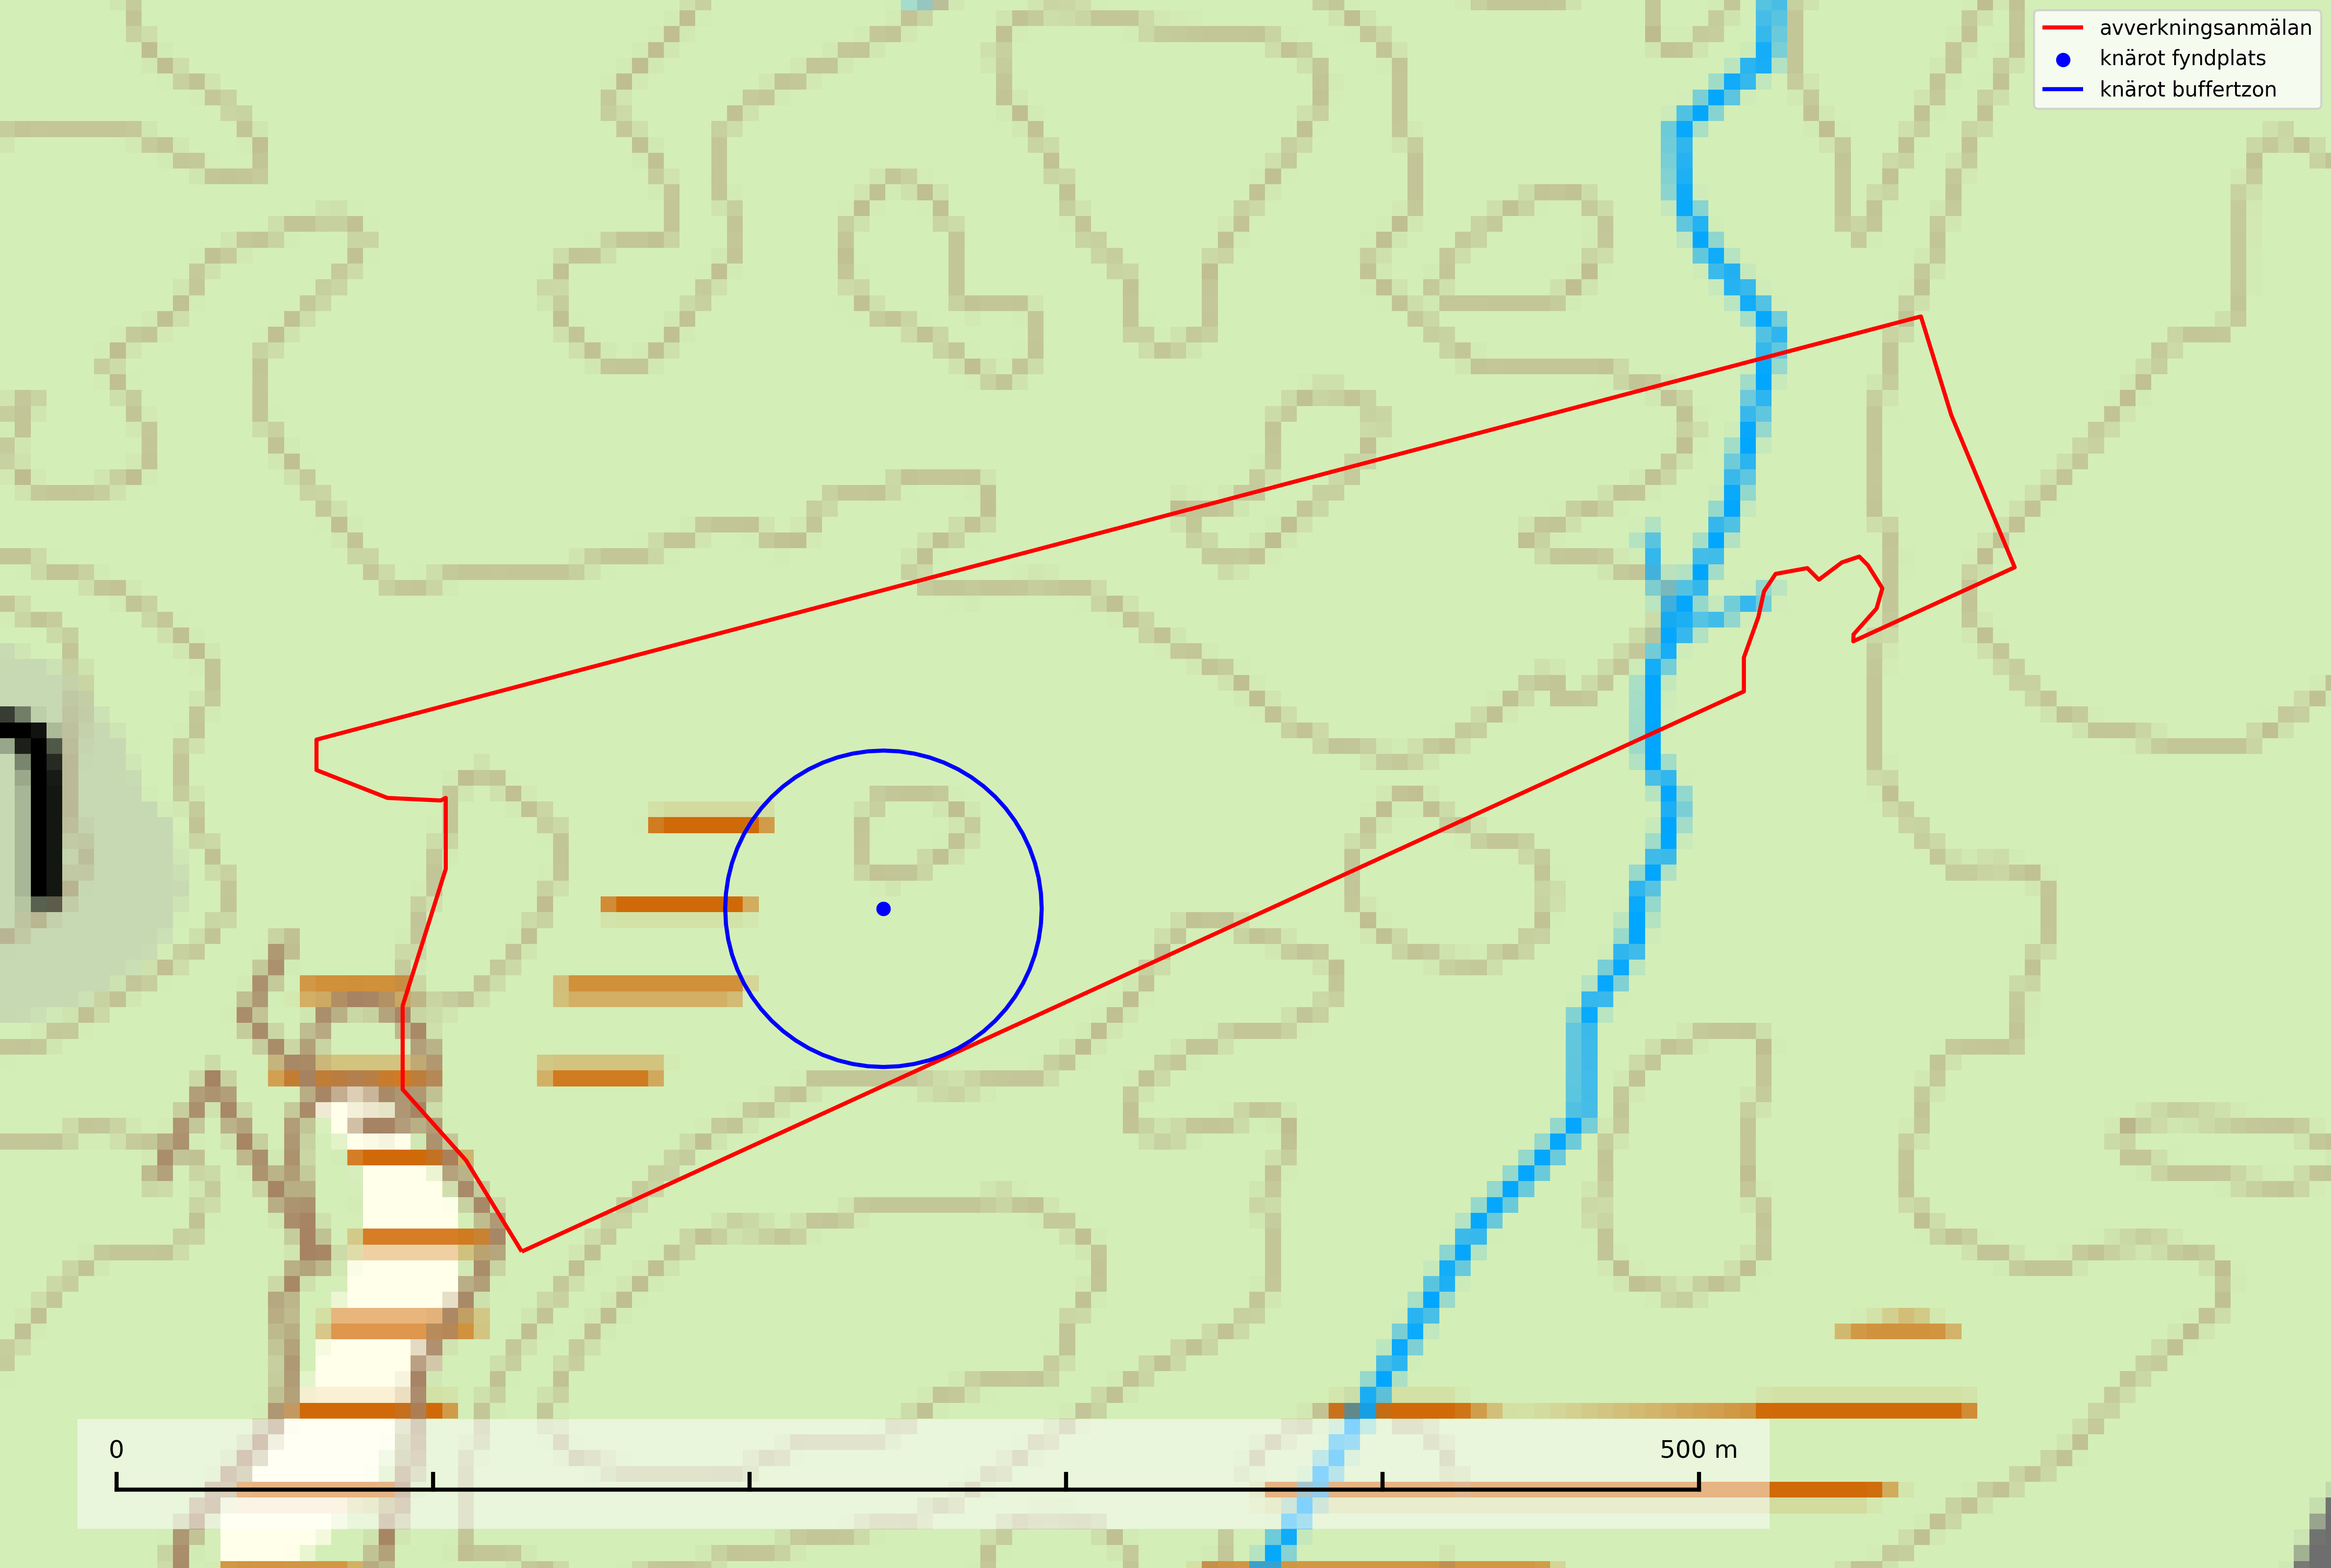 avverkningsanmälan
knärot fyndplats
knärot buffertzon
0
500 m